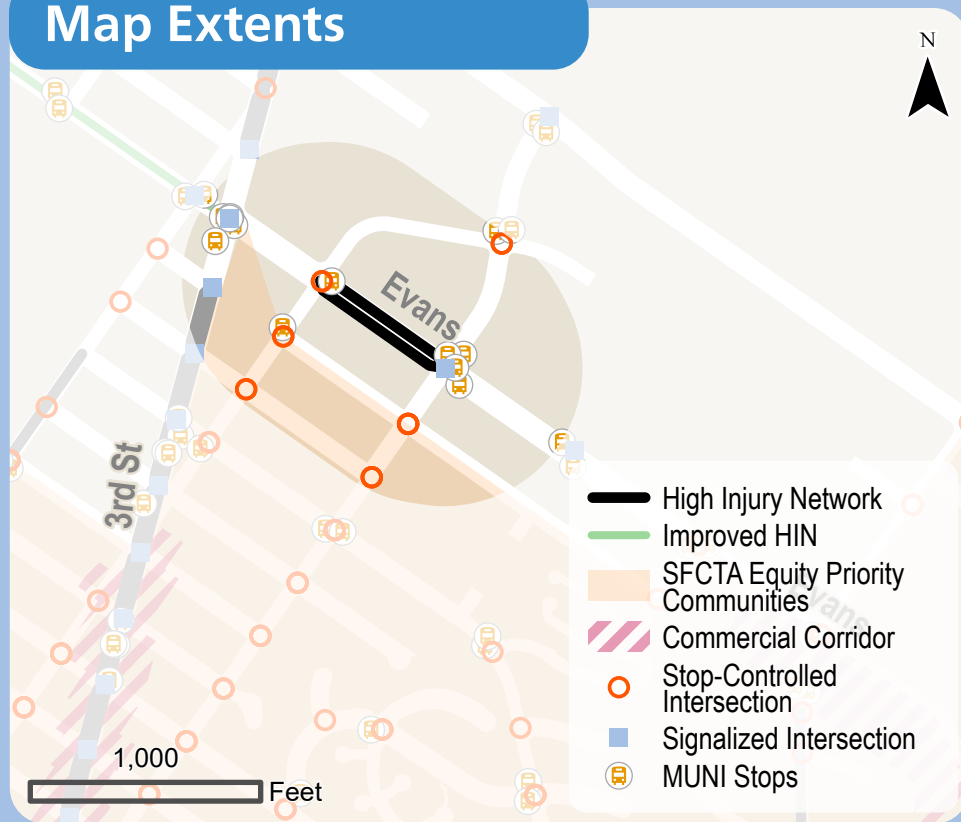 Map Extents
N
Evans
3rd St
High Injury Network
Improved HIN
SFCTA Equity Priority
Communities
Commercial Corridor
Stop-Controlled
Intersection
Signalized Intersection
MUNI Stops
Evans
1,000
Feet